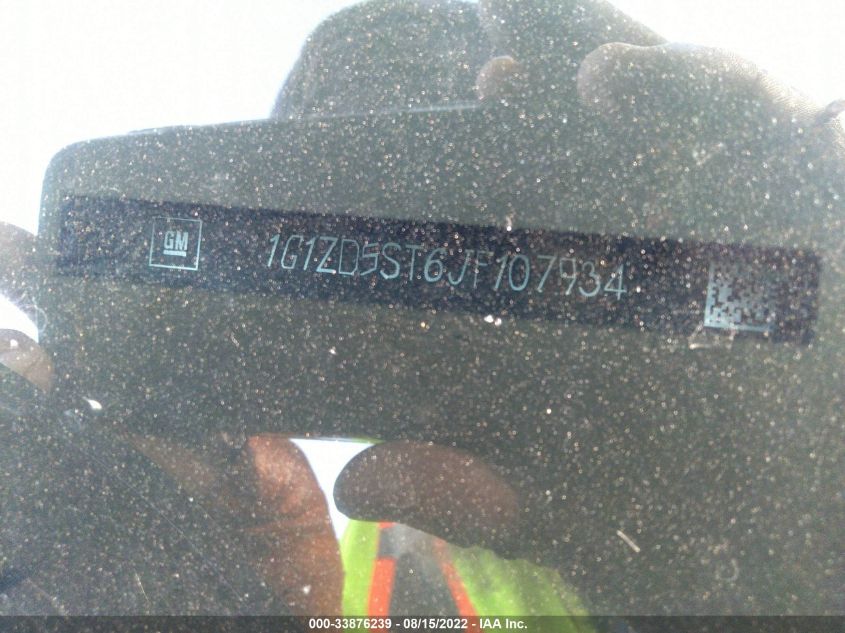 GM 1G1ZD5ST6JF107934
000-33876239 - 08/15/2022 - IAA Inc.